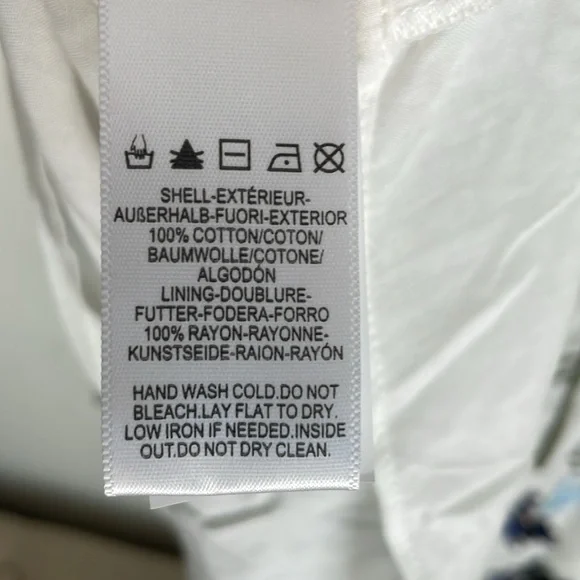 SHELL-EXTÉRIEUR-
AUßERHALB-FUORI-EXTERIOR
100% COTTON/COTON/
BAUMWOLLE/COTONE/
ALGODÓN
LINING-DOUBLURE-
FUTTER-FODERA-FORRO
100% RAYON-RAYONNE-
KUNSTSEIDE-RAION-RAYÓN
HAND WASH COLD.DO NOT
BLEACH.LAY FLAT TO DRY.
LOW IRON IF NEEDED.INSIDE
OUT.DO NOT DRY CLEAN.